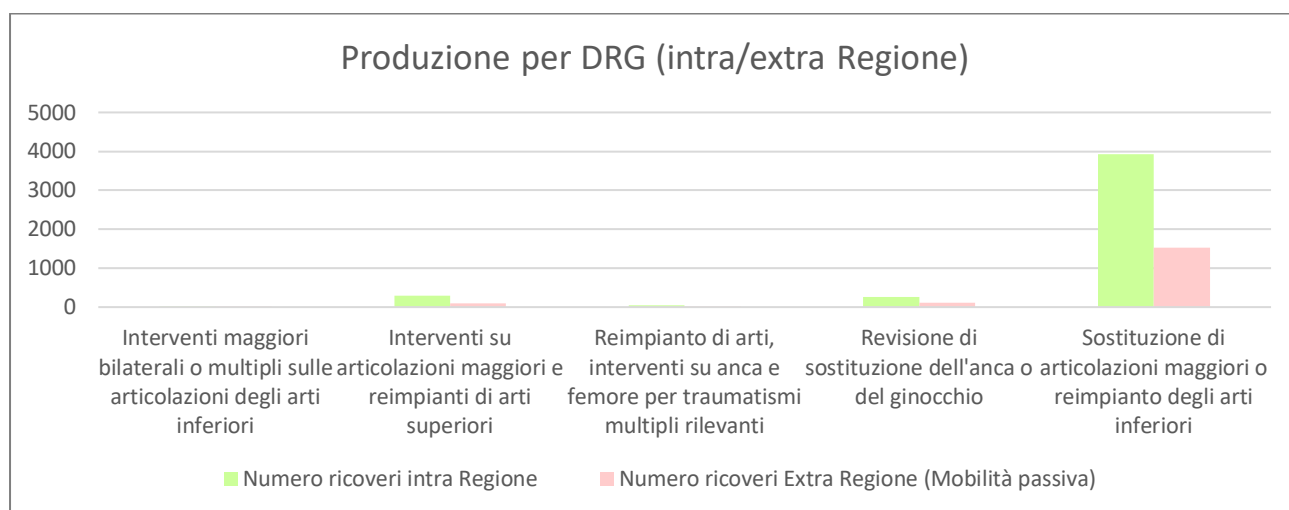 Produzione per DRG (intra/extra Regione)
5000
4000
3000
2000
1000
0
Interventi maggiori
bilaterali o multipli sulle
articolazioni degli arti
inferiori
Interventi su
articolazioni maggiori e
reimpianti di arti
superiori
Reimpianto di arti,
interventi su anca e
femore per traumatismi
multipli rilevanti
Revisione di
sostituzione dell'anca o
del ginocchio
Sostituzione di
articolazioni maggiori o
reimpianto degli arti
inferiori
Numero ricoveri intra Regione
Numero ricoveri Extra Regione (Mobilità passiva)